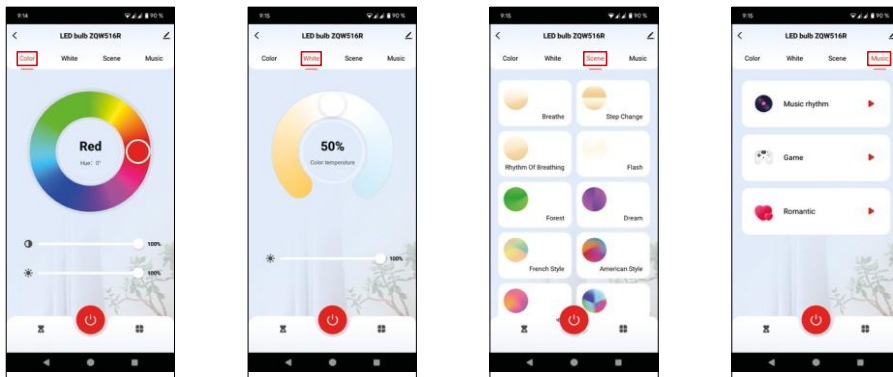 9:14
90 %
LED bulb ZQW516R
Color White Scene Music
Red
Hue: 0°
100%
100%
9:15
90 %
LED bulb ZQW516R
Color White Scene Music
50%
Color temperature
100%
9:15
90 %
LED bulb ZQW516R
Color White Scene Music
Breathe Step Change
Rhythm Of Breathing Flash
Forest Dream
French Style American Style
9:15
90 %
LED bulb ZQW516R
Color White Scene Music
Music rhythm
Game
Romantic